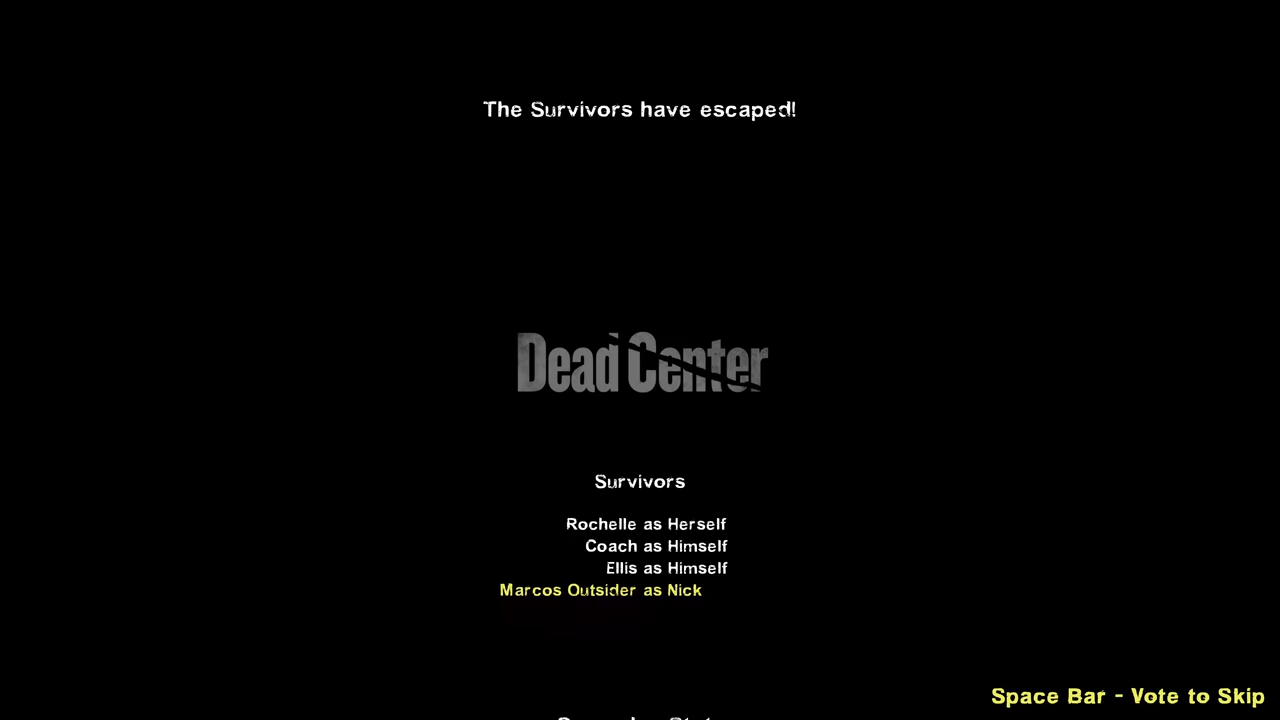 The Survivors have escaped!
Dead Center
Survivors
Rochelle as Herself
Coach as Himself
Ellis as Himself
Marcos Outsider as Nick
Space Bar - Vote to Skip